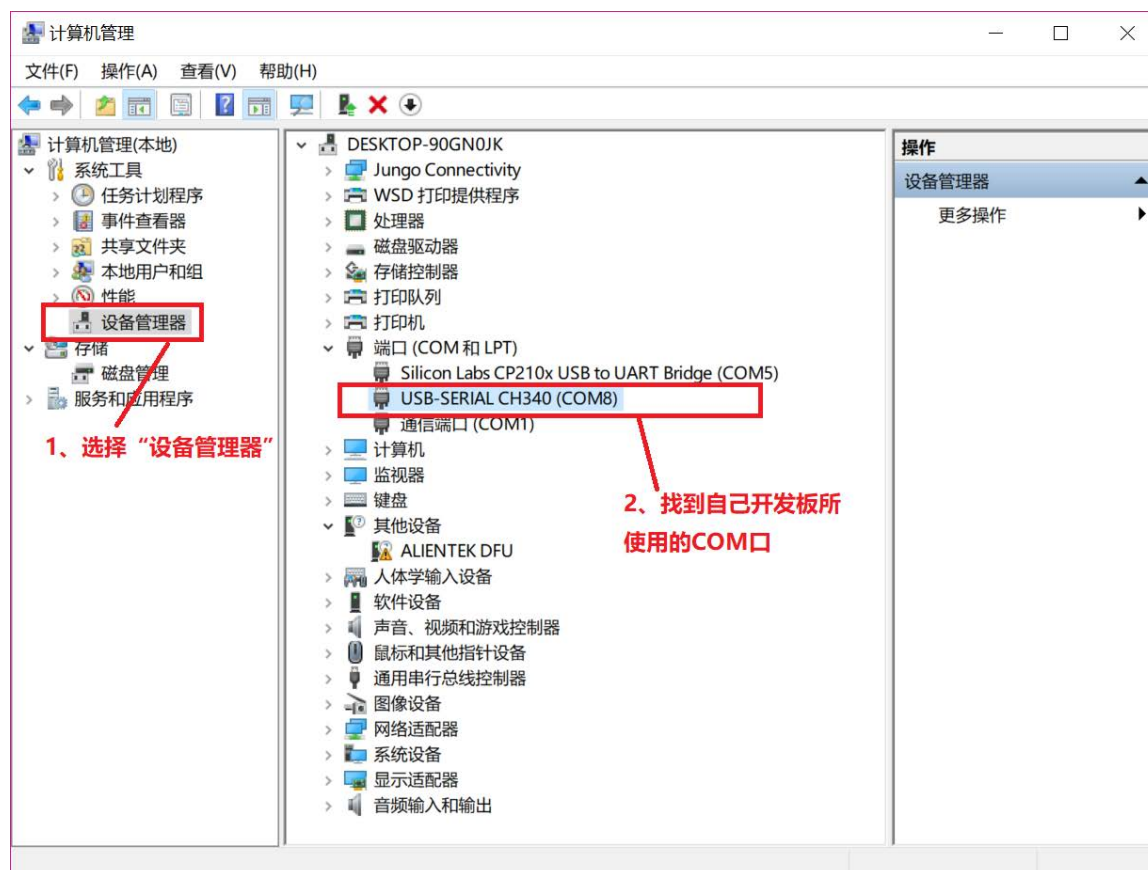 计算机管理
文件(F) 操作(A) 查看(V) 帮助(H)
计算机管理(本地)
系统工具
任务计划程序
事件查看器
共享文件夹
本地用户和组
性能
设备管理器
存储
磁盘管理
服务和应用程序
1、选择“设备管理器”
DESKTOP-90GN0JK
Jungo Connectivity
WSD 打印提供程序
处理器
磁盘驱动器
存储控制器
打印队列
打印机
端口 (COM 和 LPT)
Silicon Labs CP210x USB to UART Bridge (COM5)
USB-SERIAL CH340 (COM8)
通信端口 (COM1)
计算机
监视器
键盘
其他设备
ALIENTEK DFU
人体学输入设备
软件设备
声音、视频和游戏控制器
鼠标和其他指针设备
通用串行总线控制器
图像设备
网络适配器
系统设备
显示适配器
音频输入和输出
2、找到自己开发板所
使用的COM口
操作
设备管理器
更多操作